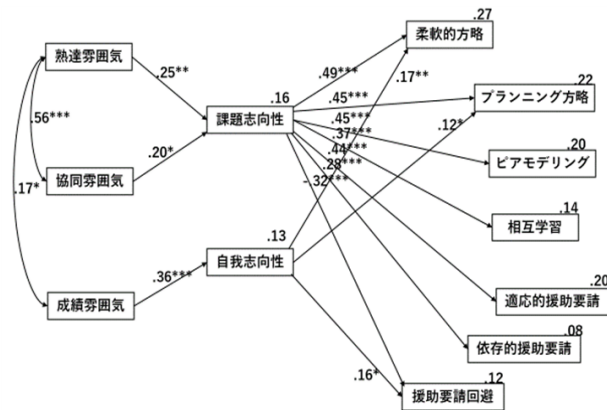 .27
柔軟的方略
熟達雰囲気
.25**
.49***
.17**
.22
プランニング方略
.16
課題志向性
.45***
.12*
.56***
.45***
.37***
.20
ピアモデリング
.44***
.28***
-.32***
.20*
協同雰囲気
.17*
.14
相互学習
.13
自我志向性
.36***
成績雰囲気
.20
適応的援助要請
.08
依存的援助要請
.16*
.12
援助要請回避